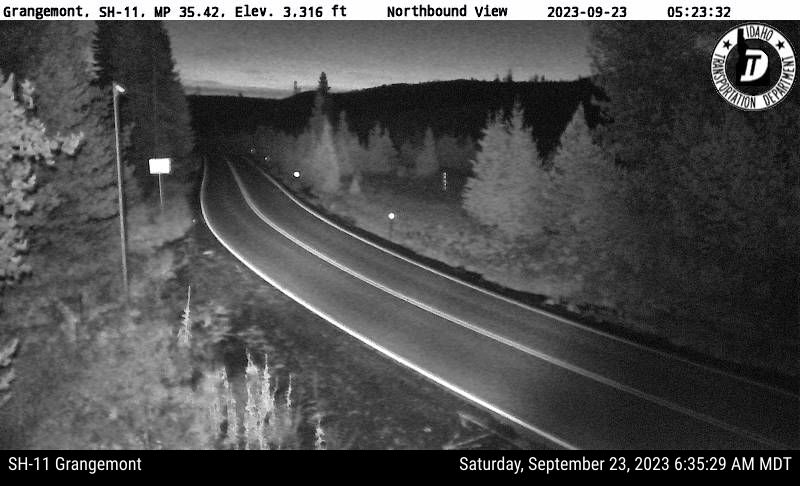 Grangemont, SH-11, MP 35.42, Elev. 3,316 ft Northbound View 2023-09-23 05:23:32
IDAHO
TRANSPORTATION DEPARTMENT
SH-11 Grangemont Saturday, September 23, 2023 6:35:29 AM MDT